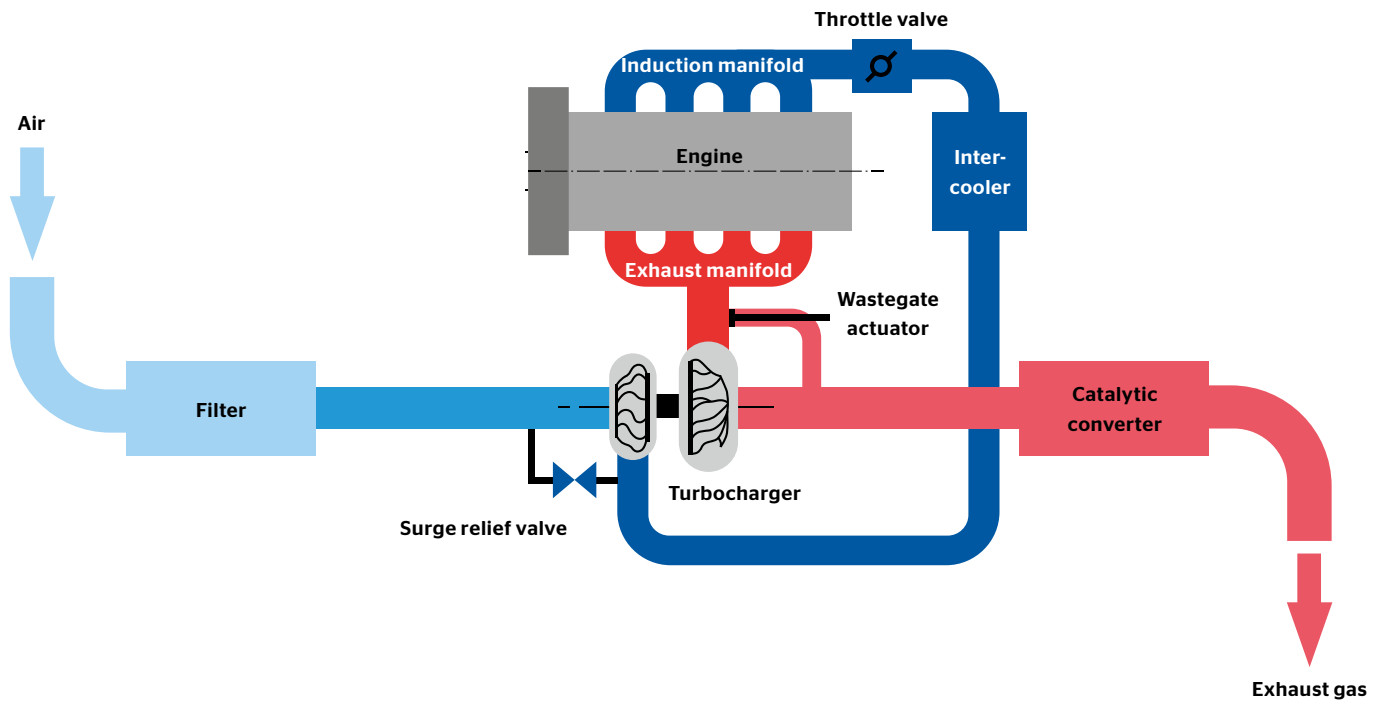 Throttle valve
Induction manifold
Air
Engine
Inter-
cooler
Exhaust manifold
Wastegate
actuator
Filter
Catalytic
converter
Turbocharger
Surge relief valve
Exhaust gas